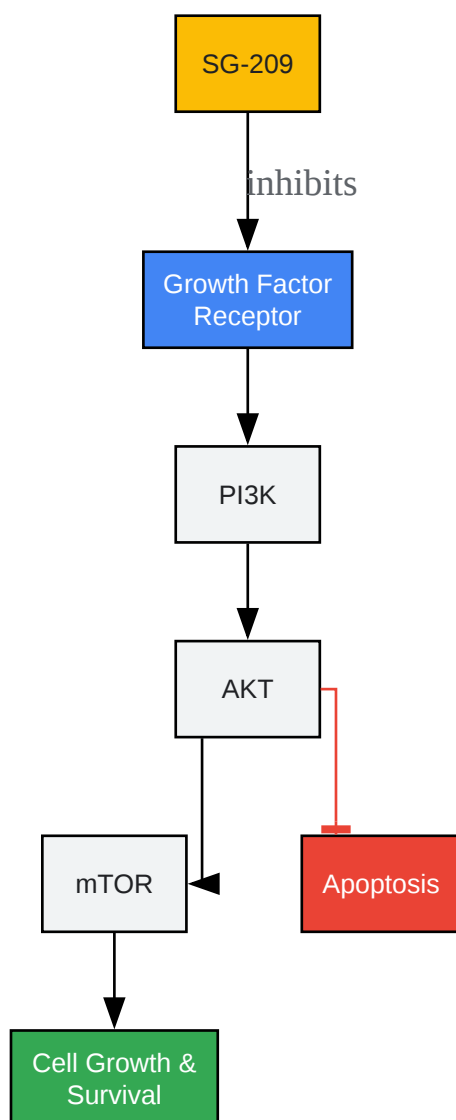 SG-209
inhibits
Growth Factor
Receptor
PI3K
AKT
mTOR
Apoptosis
Cell Growth &
Survival